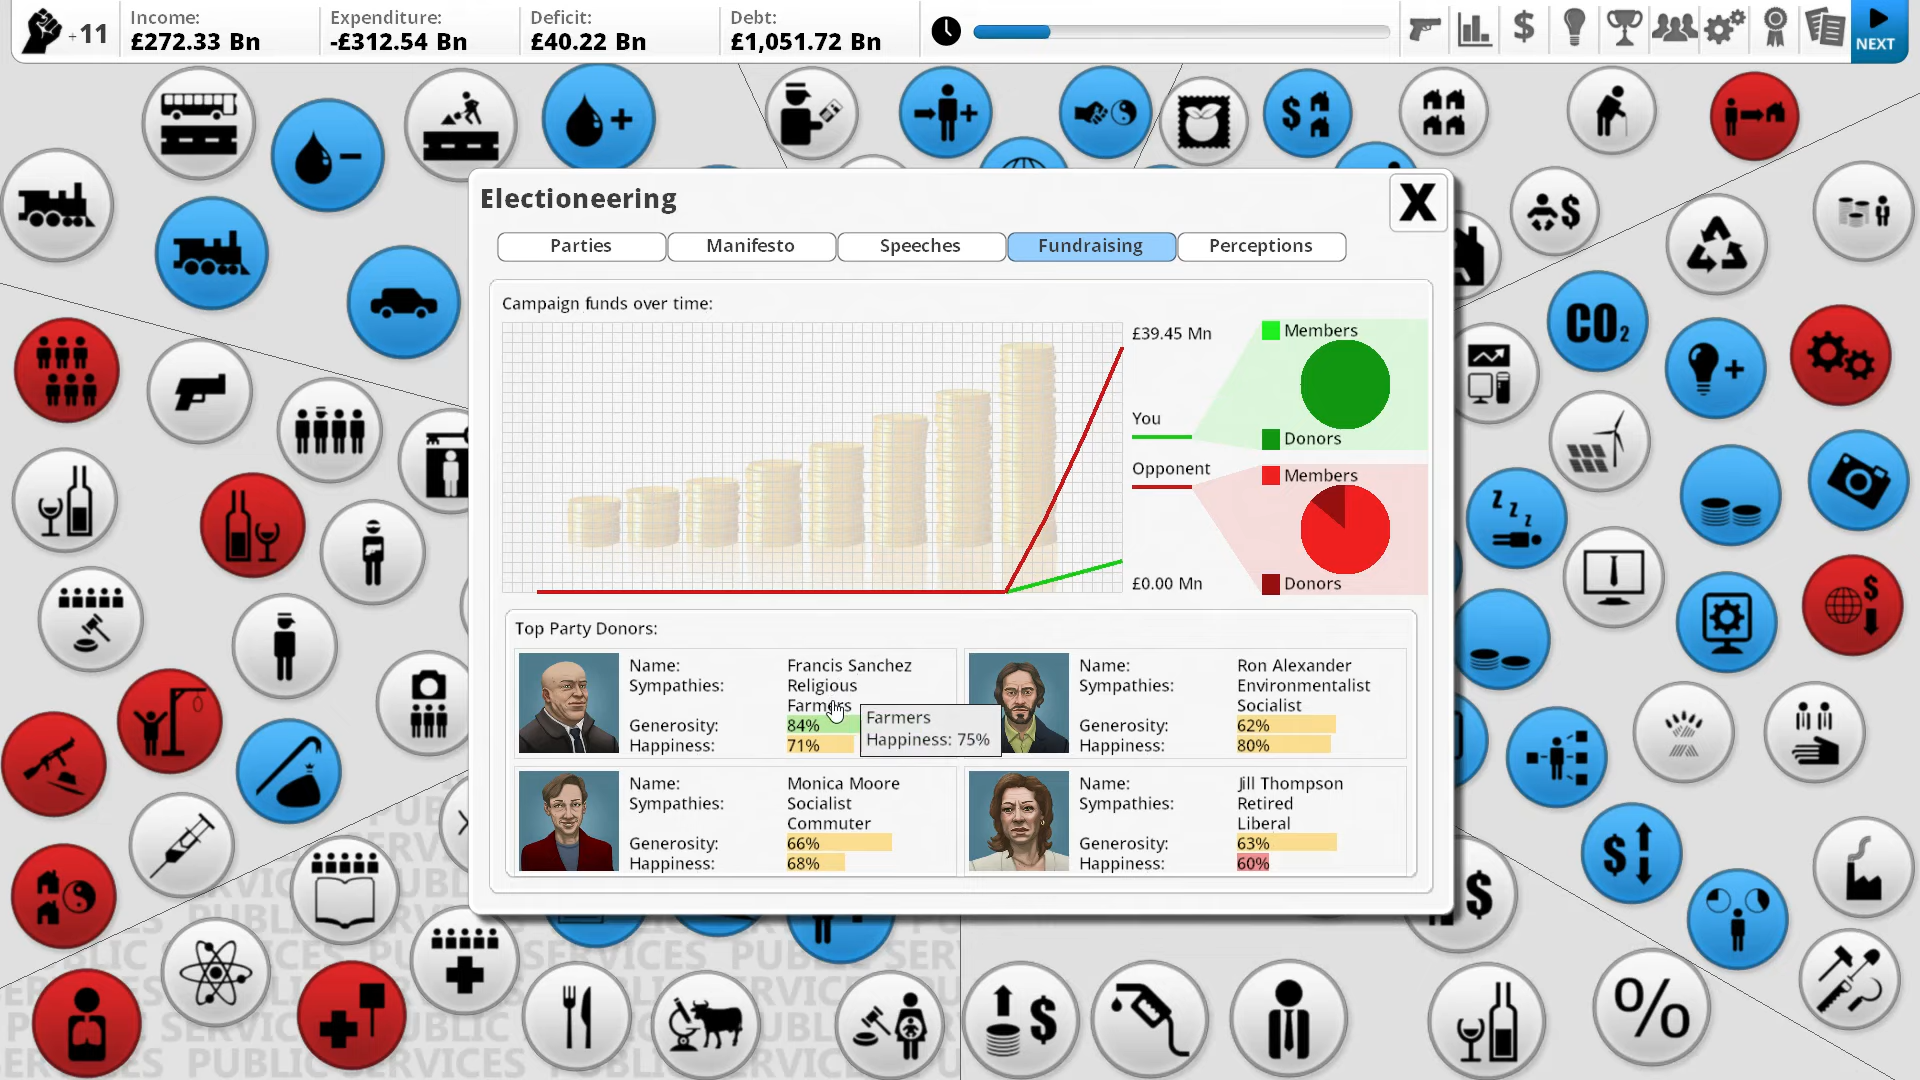 +11
Income:
£272.33 Bn
Expenditure:
-£312.54 Bn
Deficit:
£40.22 Bn
Debt:
£1,051.72 Bn
NEXT
Electioneering
Parties
Manifesto
Speeches
Fundraising
Perceptions
X
Campaign funds over time:
£39.45 Mn
You
Opponent
£0.00 Mn
Members
Donors
Members
Donors
Top Party Donors:
Name: Francis Sanchez
Sympathies: Religious
Farmers
Generosity: 84%
Happiness: 71%
Farmers
Happiness: 75%
Name: Ron Alexander
Sympathies: Environmentalist
Socialist
62%
80%
Name: Monica Moore
Sympathies: Socialist
Commuter
Generosity: 66%
Happiness: 68%
Name: Jill Thompson
Sympathies: Retired
Liberal
Generosity: 63%
Happiness: 60%
CO₂
z z z
%
PUBLIC SERVICES